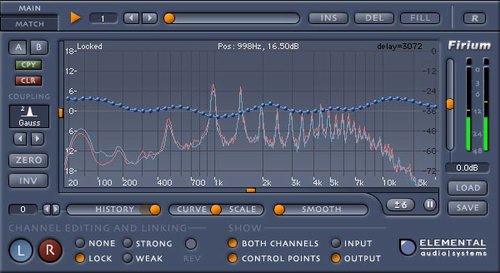 MAIN
MATCH
1
INS
DEL
FILL
R
A
B
CPY
CLR
COUPLING
2
Gauss
ZERO
INV
Locked
Pos: 998Hz, 16.50dB
delay=3072
18-
12-
6-
0-
6-
12-
18-
-0
-24
-36
-48
-60
-72
20
100
200
400
1k
2k
3k
4k
5k
7k
10k
15k
Firium
0.0dB
LOAD
SAVE
0
HISTORY
CURVE
SCALE
SMOOTH
±6
CHANNEL EDITING AND LINKING
L
R
NONE
STRONG
LOCK
WEAK
REV
SHOW
BOTH CHANNELS
INPUT
CONTROL POINTS
OUTPUT
ELEMENTAL
audio|systems